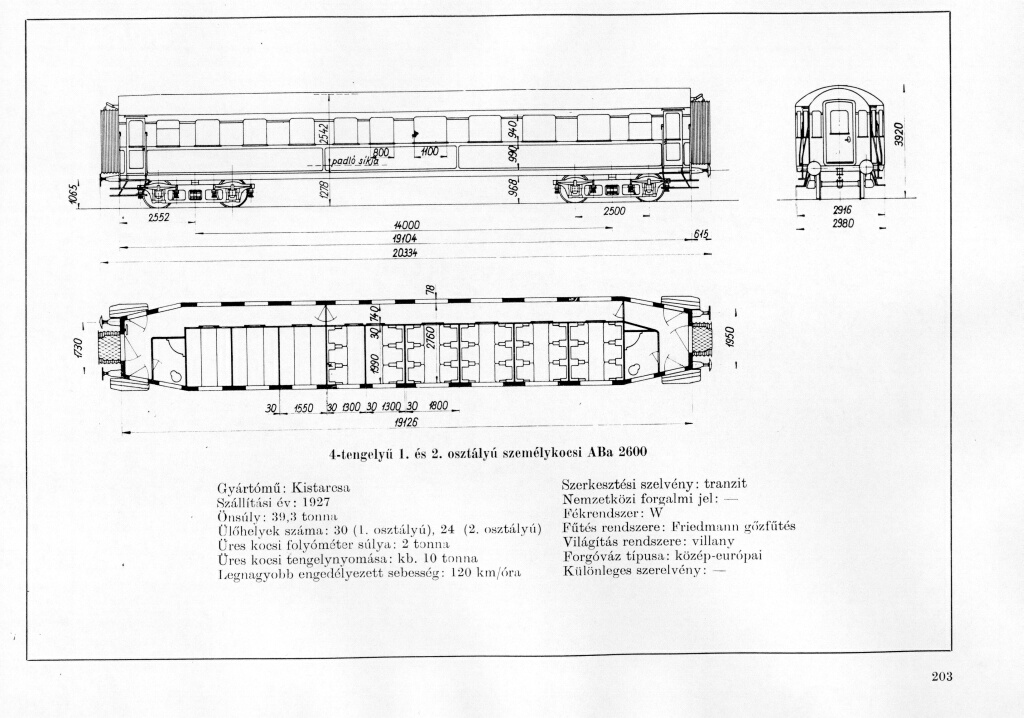 2542
940
800
1100
990
padló síkja
1278
968
1065
3920
2552
2500
14000
19104
615
20334
2916
2980
78
740
30
2760
1990
1730
1950
30 1550 30 1300 30 1300 30 1800
19126
4-tengelyű 1. és 2. osztályú személykocsi ABa 2600
Gyártómű: Kistarcsa
Szállítási év: 1927
Önsúly: 39,3 tonna
Ülőhelyek száma: 30 (1. osztályú), 24 (2. osztályú)
Üres kocsi folyóméter súlya: 2 tonna
Üres kocsi tengelynyomása: kb. 10 tonna
Legnagyobb engedélyezett sebesség: 120 km/óra
Szerkesztési szelvény: tranzit
Nemzetközi forgalmi jel: —
Fékrendszer: W
Fűtés rendszere: Friedmann gőzfűtés
Világítás rendszere: villany
Forgóváz típusa: közép-európai
Különleges szerelvény: —
203